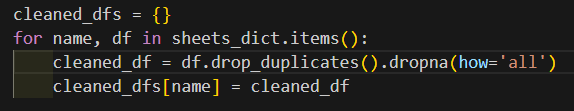 cleaned_dfs = {}
for name, df in sheets_dict.items():
    cleaned_df = df.drop_duplicates().dropna(how='all')
    cleaned_dfs[name] = cleaned_df